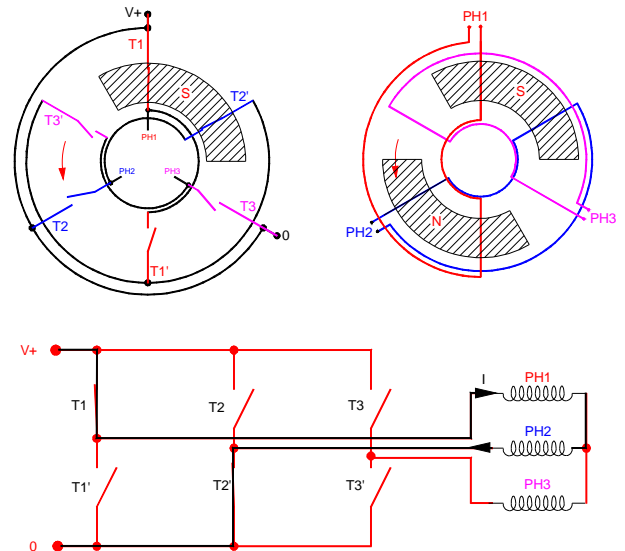 V+
T1
S
T2'
T3'
PH1
PH2
PH3
T2
T3
0
T1'
PH1
S
N
PH2
PH3
V+
I
PH1
T1
T2
T3
PH2
T1'
T2'
T3'
PH3
0